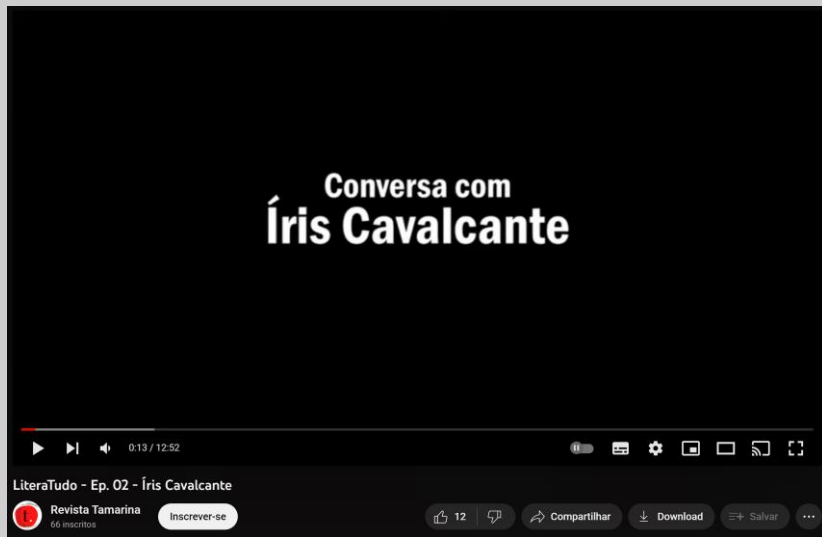 Conversa com
Íris Cavalcante
0:13 / 12:52
LiteraTudo - Ep. 02 - Íris Cavalcante
t.
Revista Tamarina
66 inscritos
Inscrever-se
12
Compartilhar
Download
Salvar